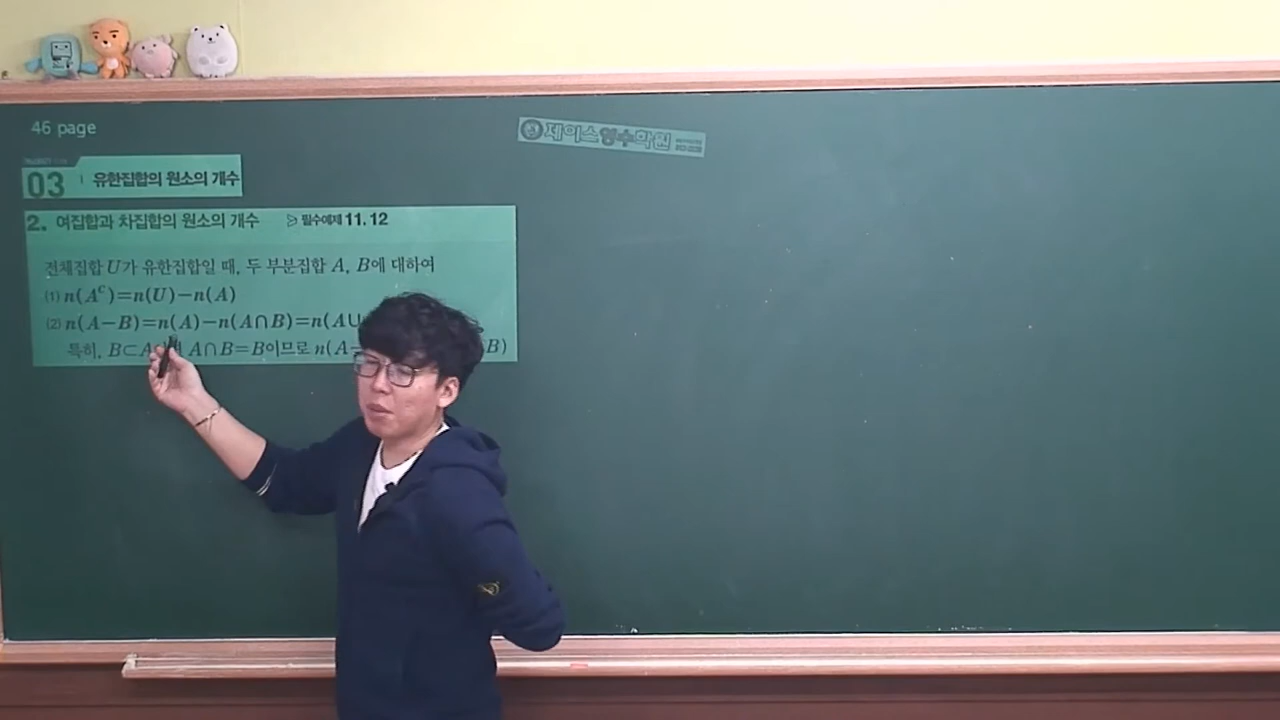 46 page
제이스영수학원
03 유한집합의 원소의 개수
2. 여집합과 차집합의 원소의 개수 ▷ 필수예제 11, 12
전체집합 U가 유한집합일 때, 두 부분집합 A, B에 대하여
(1) n(Aᶜ)=n(U)-n(A)
(2) n(A-B)=n(A)-n(A∩B)=n(A∪
특히, B⊂A A∩B=B이므로 n(A- B)